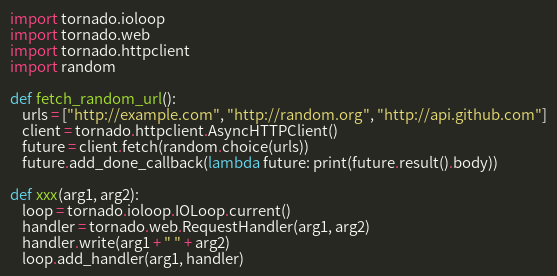 import tornado.ioloop
import tornado.web
import tornado.httpclient
import random
def fetch_random_url():
urls = ["http://example.com", "http://random.org", "http://api.github.com"]
client = tornado.httpclient.AsyncHTTPClient()
future = client.fetch(random.choice(urls))
future.add_done_callback(lambda future: print(future.result().body))
def xxx(arg1, arg2):
loop = tornado.ioloop.IOLoop.current()
handler = tornado.web.RequestHandler(arg1, arg2)
handler.write(arg1 + " " + arg2)
loop.add_handler(arg1, handler)